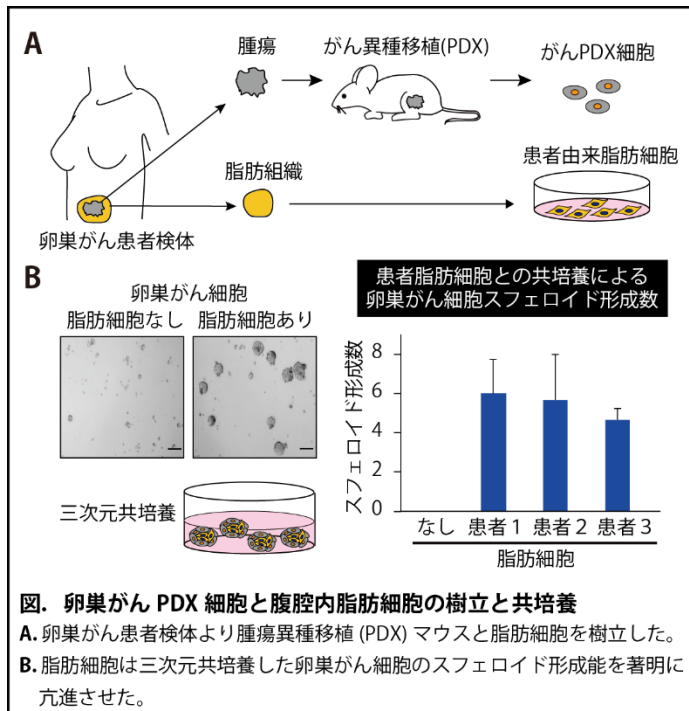 A
腫瘍
がん異種移植(PDX)
がんPDX細胞
脂肪組織
患者由来脂肪細胞
卵巣がん患者検体
B
卵巣がん細胞
脂肪細胞なし 脂肪細胞あり
三次元共培養
患者脂肪細胞との共培養による
卵巣がん細胞スフェロイド形成数
スフェロイド形成数
8
6
4
2
0
なし 患者1 患者2 患者3
脂肪細胞
図. 卵巣がん PDX 細胞と腹腔内脂肪細胞の樹立と共培養
A. 卵巣がん患者検体より腫瘍異種移植 (PDX) マウスと脂肪細胞を樹立した。
B. 脂肪細胞は三次元共培養した卵巣がん細胞のスフェロイド形成能を著明に
亢進させた。